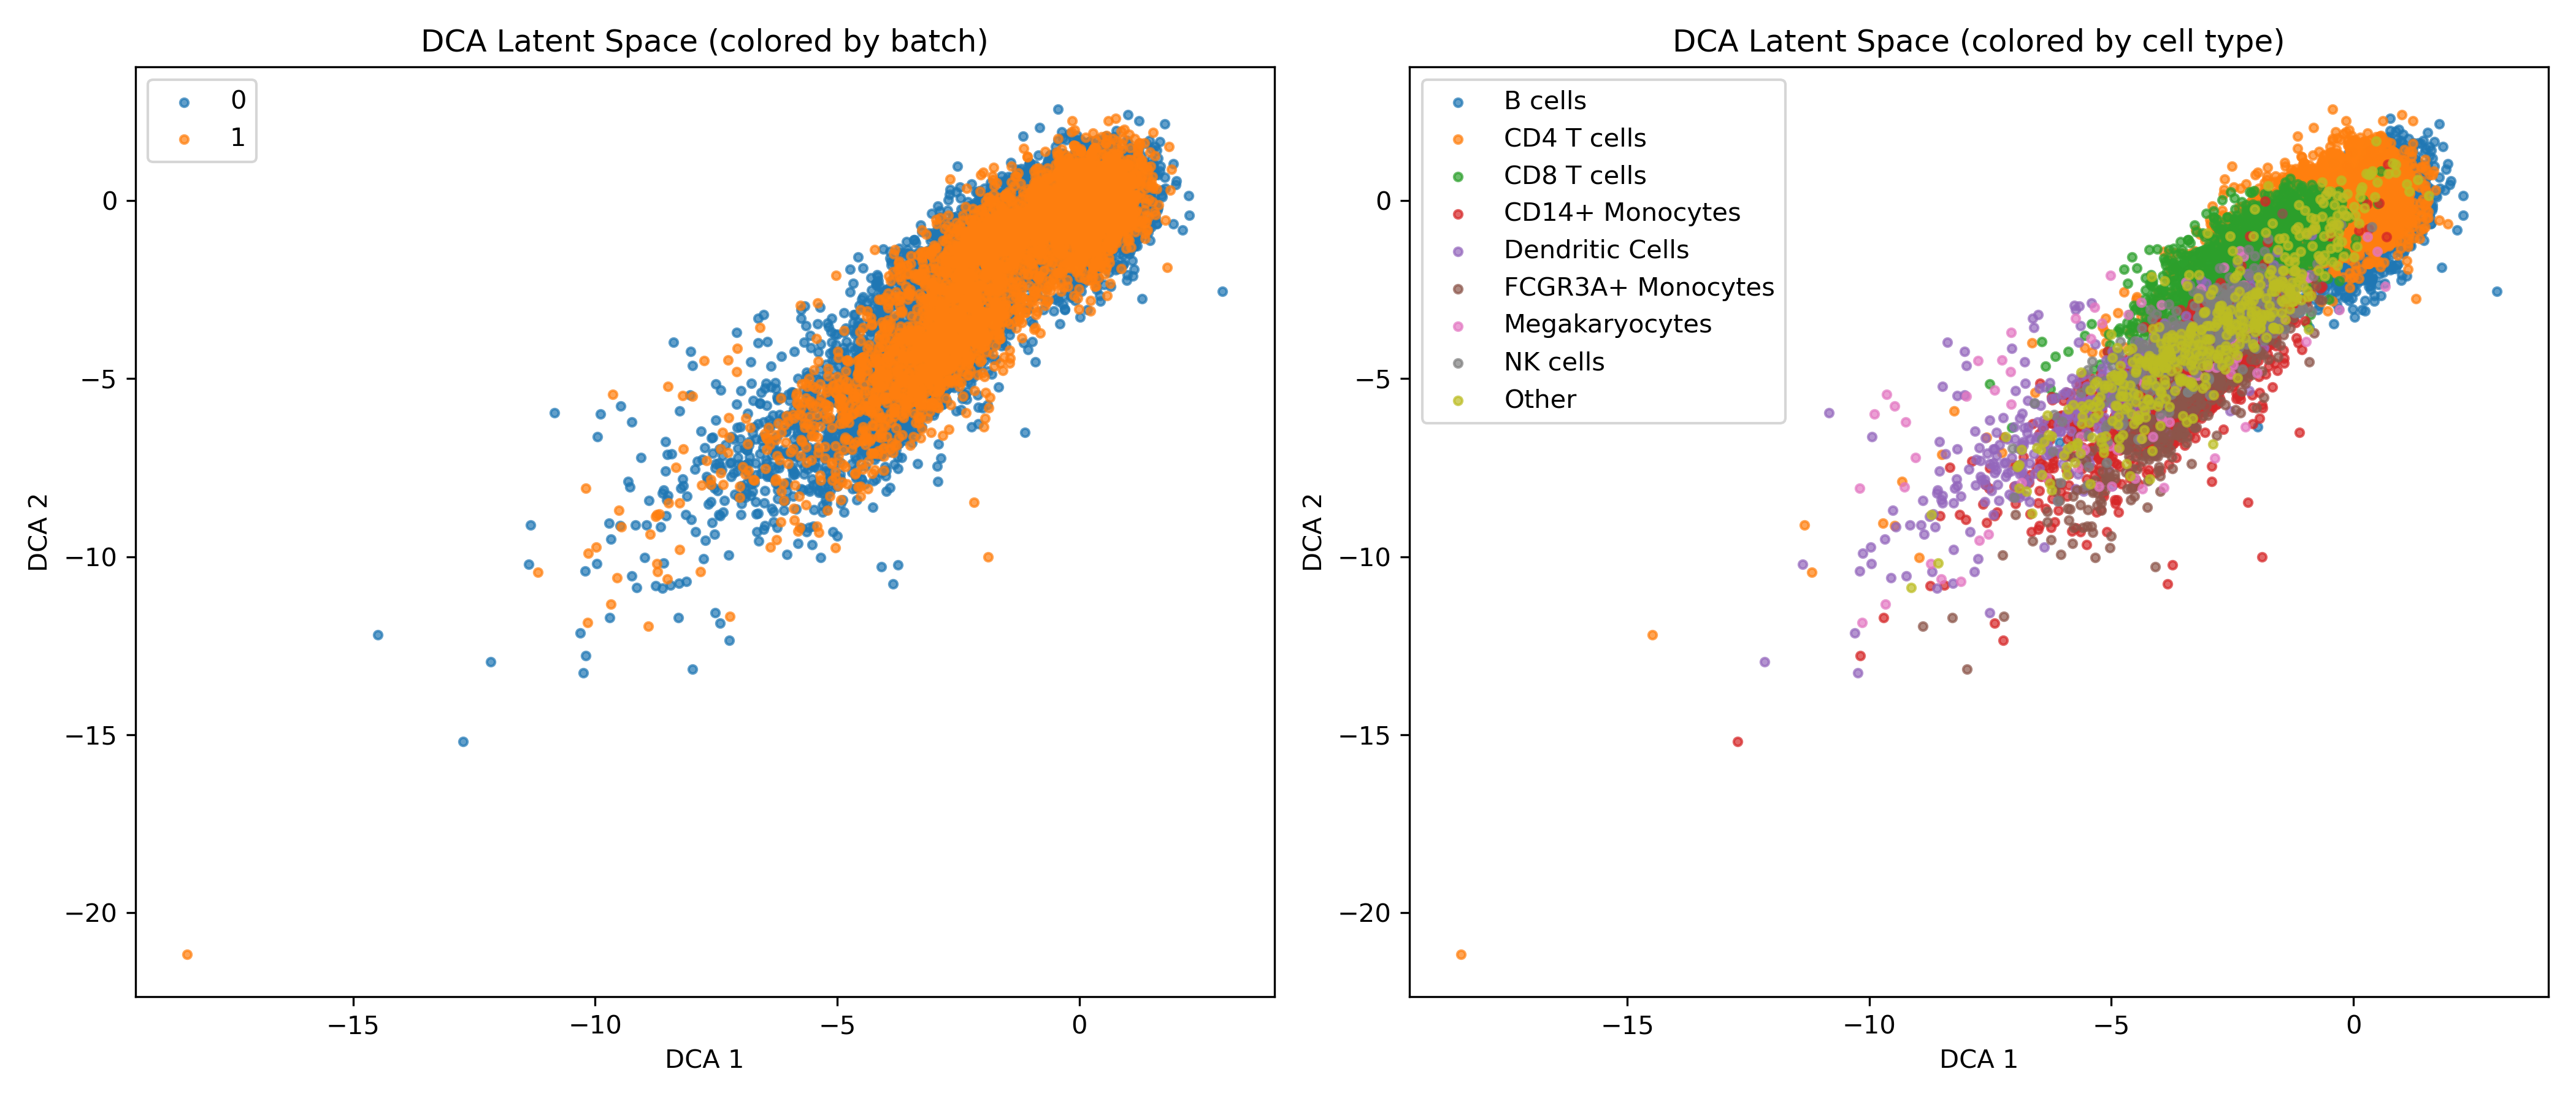 DCA Latent Space (colored by batch)
0
1
0
−5
−10
−15
−20
DCA 2
−15
−10
−5
0
DCA 1
DCA Latent Space (colored by cell type)
B cells
CD4 T cells
CD8 T cells
CD14+ Monocytes
Dendritic Cells
FCGR3A+ Monocytes
Megakaryocytes
NK cells
Other
0
−5
−10
−15
−20
DCA 2
−15
−10
−5
0
DCA 1